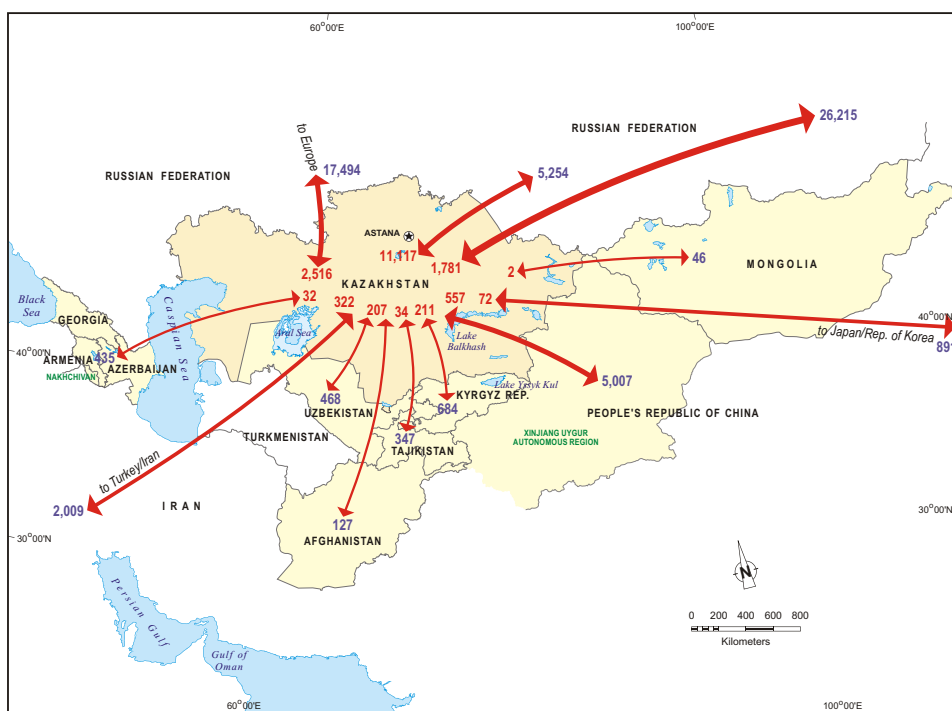 60°00'E
100°00'E
26,215
RUSSIAN FEDERATION
to Europe
17,494
5,254
RUSSIAN FEDERATION
ASTANA
11,117
1,781
2,516
KAZAKHSTAN
2
46
MONGOLIA
Black
Sea
Caspian Sea
32
322
207
34
211
557
72
GEORGIA
Aral Sea
Lake
Balkhash
40°00'N
to Japan/Rep. of Korea
891
40°00'N
ARMENIA
435
AZERBAIJAN
NAKHCHIVAN
Lake Yssyk Kul
5,007
468
KYRGYZ REP.
684
UZBEKISTAN
PEOPLE'S REPUBLIC OF CHINA
TURKMENISTAN
347
TAJIKISTAN
XINJIANG UYGUR
AUTONOMOUS REGION
to Turkey/Iran
2,009
IRAN
127
AFGHANISTAN
30°00'N
30°00'N
N
Persian Gulf
0 200 400 600 800
Kilometers
Gulf of
Oman
60°00'E
100°00'E